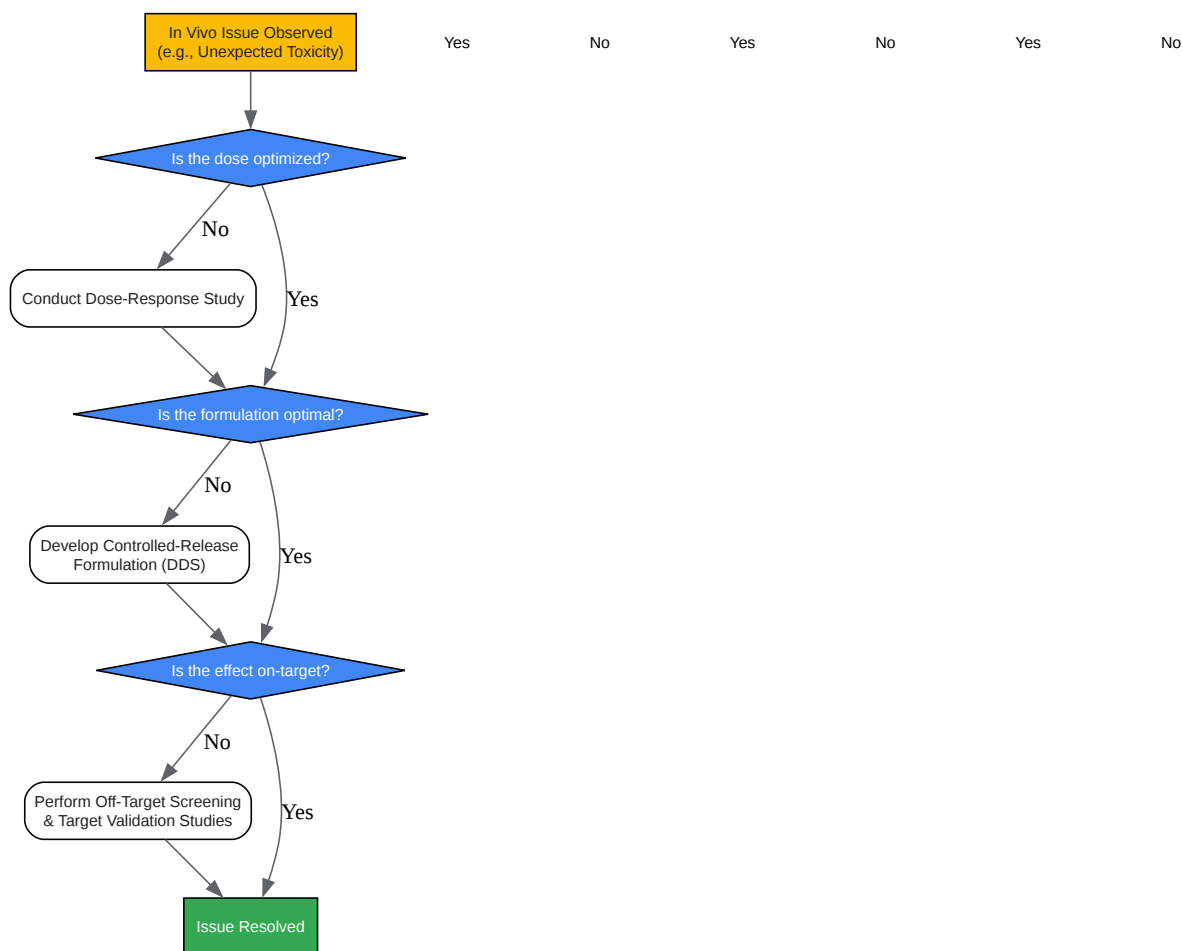 In Vivo Issue Observed
(e.g., Unexpected Toxicity)
Yes
No
Yes
No
Yes
No
Is the dose optimized?
No
Conduct Dose-Response Study
Yes
Is the formulation optimal?
No
Develop Controlled-Release
Formulation (DDS)
Yes
Is the effect on-target?
No
Perform Off-Target Screening
& Target Validation Studies
Yes
Issue Resolved